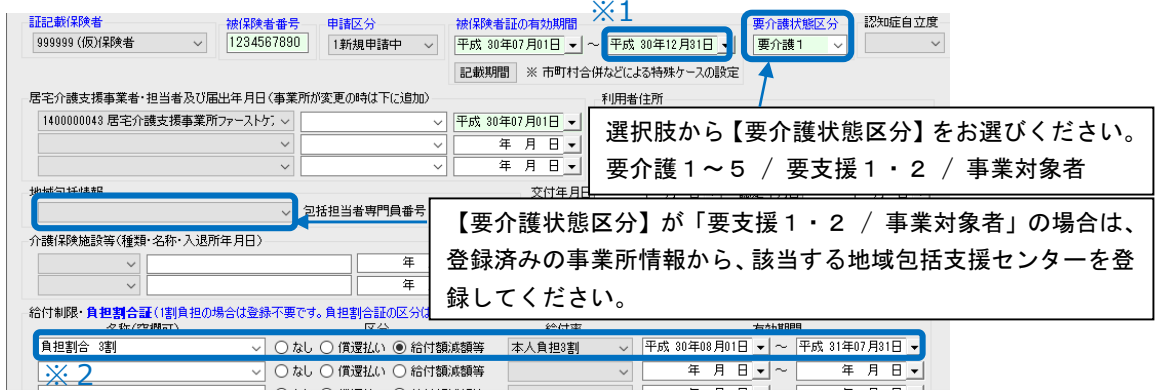 ※1
証記載保険者 被保険者番号 申請区分 被保険者証の有効期間 要介護状態区分 認知症自立度
999999 (仮)保険者 1234567890 1新規申請中 平成 30年07月01日 ～ 平成 30年12月31日 要介護1
記載期間 ※ 市町村合併などによる特殊ケースの設定
居宅介護支援事業者・担当者及び届出年月日(事業所が変更の時は下に追加) 利用者住所
1400000043 居宅介護支援事業所ファーストケ 平成 30年07月01日
年 月 日
年 月 日
選択肢から【要介護状態区分】をお選びください。
要介護１～５ / 要支援１・２ / 事業対象者
地域包括情報 交付年月日
包括担当者専門員番号
【要介護状態区分】が「要支援１・２ / 事業対象者」の場合は、
登録済みの事業所情報から、該当する地域包括支援センターを登
録してください。
介護保険施設等(種類・名称・入退所年月日)
年
年
給付制限・負担割合証(1割負担の場合は登録不要です。負担割合証の区分は
名称(空欄可) 区分 給付率 有効期間
負担割合 3割 なし 償還払い 給付額減額等 本人負担3割 平成 30年08月01日 ～ 平成 31年07月31日
※2 なし 償還払い 給付額減額等 年 月 日 ～ 年 月 日